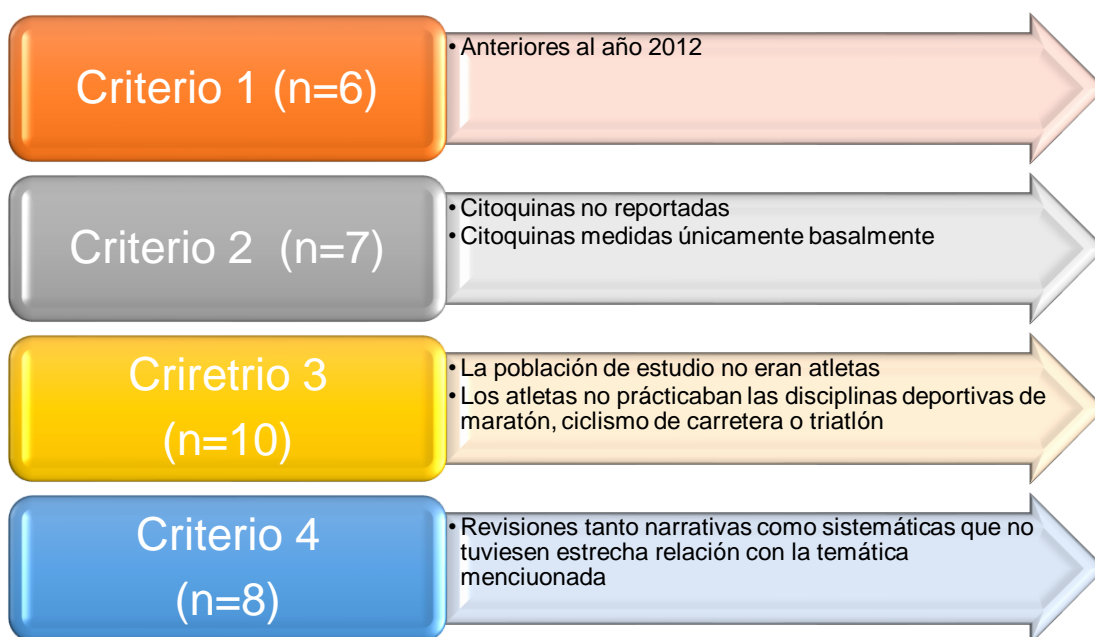 Criterio 1 (n=6)
• Anteriores al año 2012
Criterio 2 (n=7)
• Citoquinas no reportadas
• Citoquinas medidas únicamente basalmente
Criretrio 3
(n=10)
• La población de estudio no eran atletas
• Los atletas no prácticaban las disciplinas deportivas de
maratón, ciclismo de carretera o triatlón
Criterio 4
(n=8)
• Revisiones tanto narrativas como sistemáticas que no
tuviesen estrecha relación con la temática
menciuonada